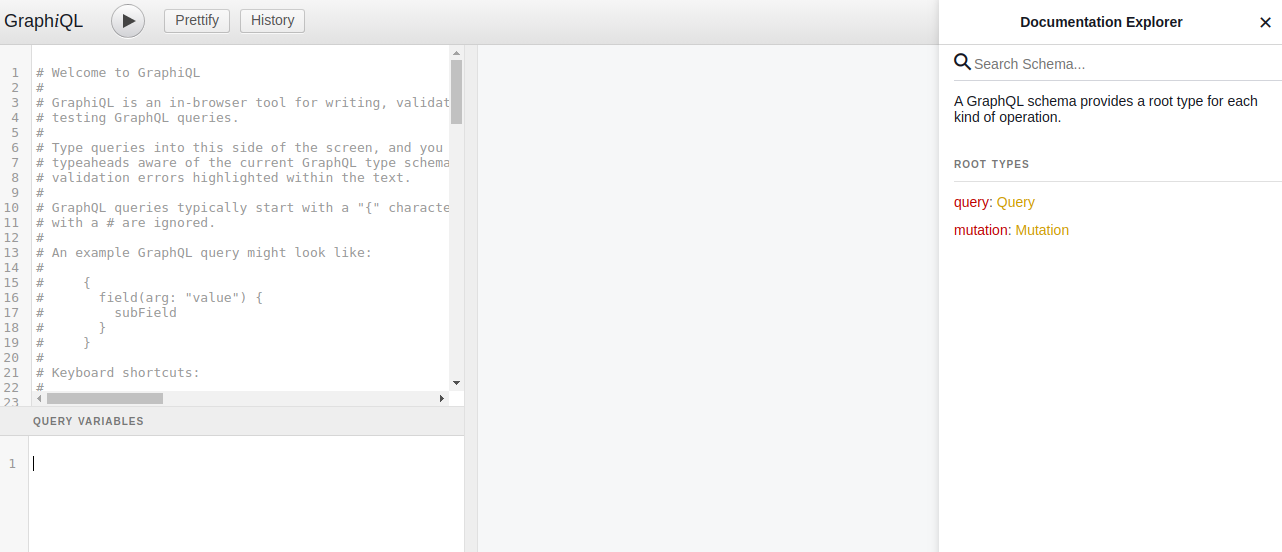 GraphiQL
Prettify
History
1 # Welcome to GraphiQL
2 #
3 # GraphiQL is an in-browser tool for writing, validat
4 # testing GraphQL queries.
5 #
6 # Type queries into this side of the screen, and you
7 # typeaheads aware of the current GraphQL type schema
8 # validation errors highlighted within the text.
9 #
10 # GraphQL queries typically start with a "{" characte
11 # with a # are ignored.
12 #
13 # An example GraphQL query might look like:
14 #
15 #     {
16 #       field(arg: "value") {
17 #         subField
18 #       }
19 #     }
20 #
21 # Keyboard shortcuts:
22 #
23
QUERY VARIABLES
1
Documentation Explorer ✕
Search Schema...
A GraphQL schema provides a root type for each
kind of operation.
ROOT TYPES
query: Query
mutation: Mutation